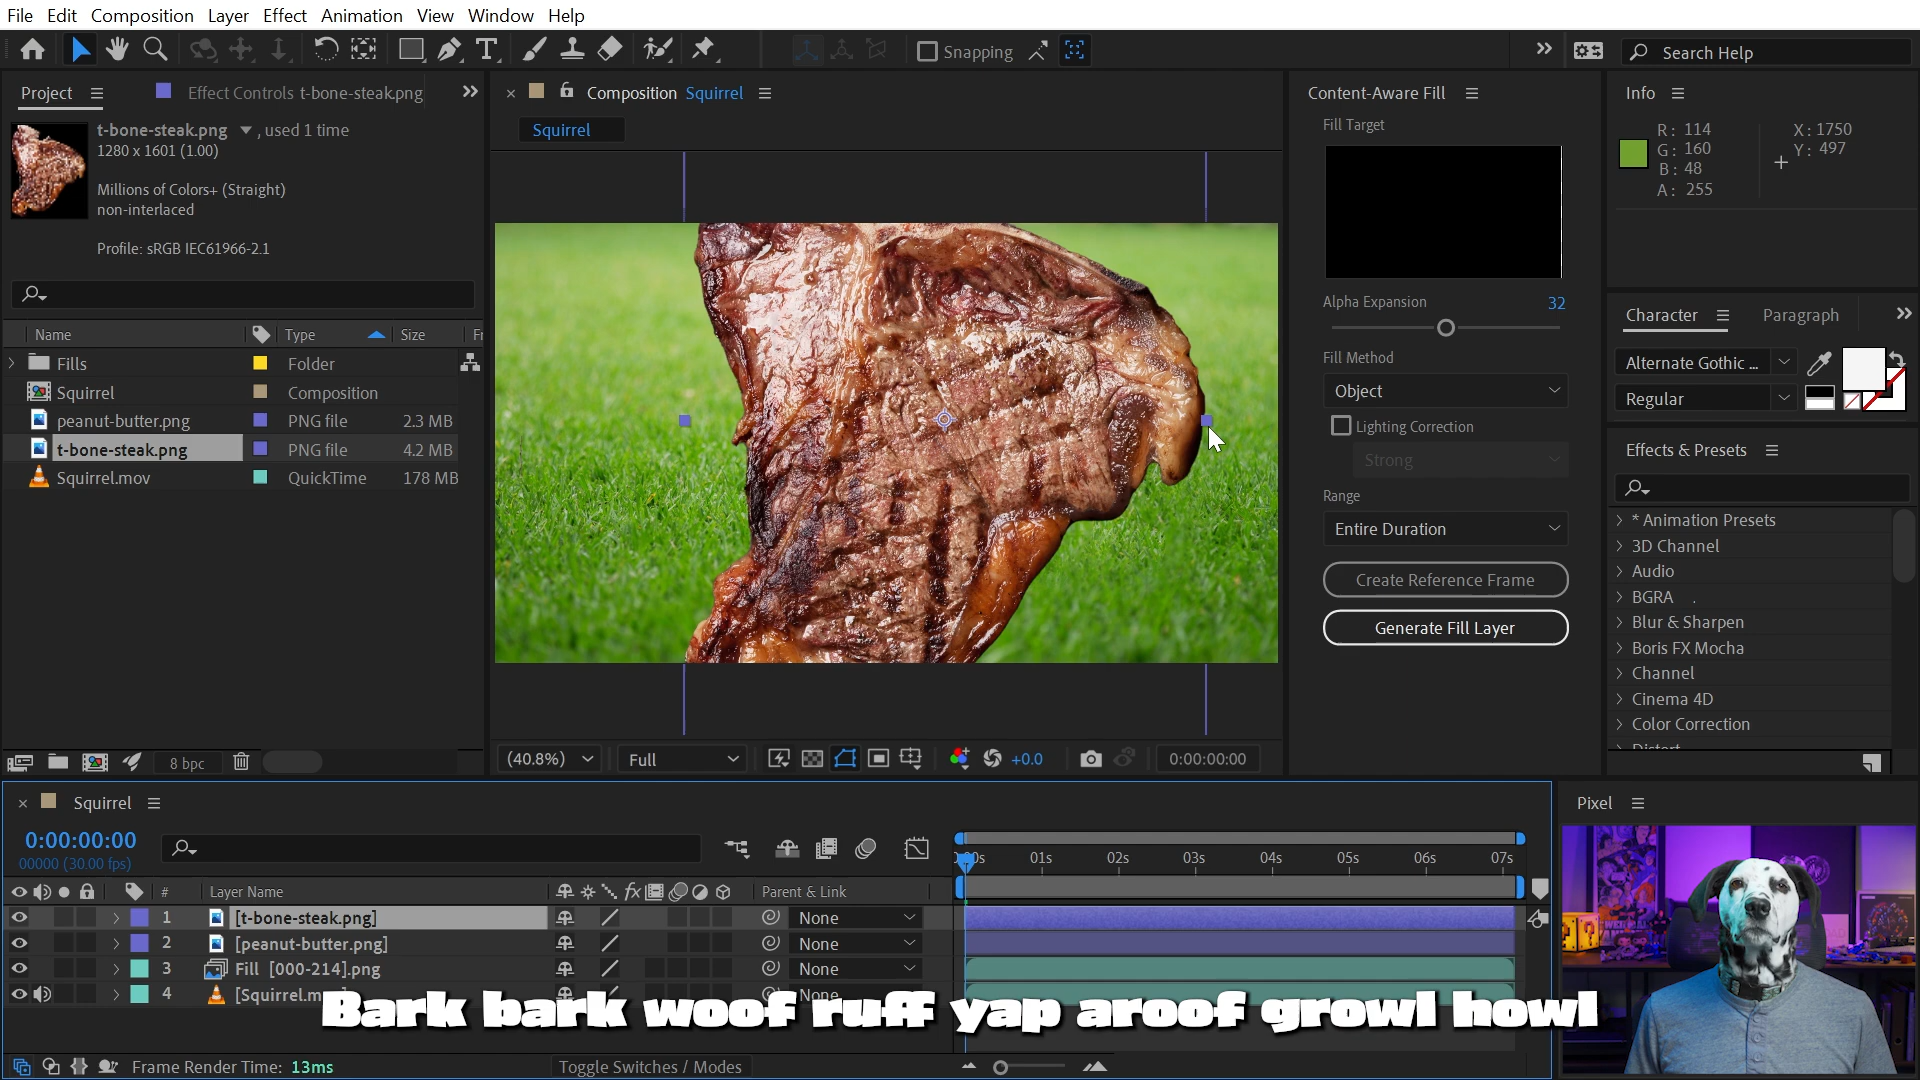 File Edit Composition Layer Effect Animation View Window Help
Snapping
Search Help
Project
Effect Controls t-bone-steak.png
t-bone-steak.png , used 1 time
1280 x 1601 (1.00)
Millions of Colors+ (Straight)
non-interlaced
Profile: sRGB IEC61966-2.1
Name Type Size
Fills Folder
Squirrel Composition
peanut-butter.png PNG file 2.3 MB
t-bone-steak.png PNG file 4.2 MB
Squirrel.mov QuickTime 178 MB
8 bpc
Composition Squirrel
Squirrel
(40.8%) Full +0.0 0:00:00:00
Content-Aware Fill
Fill Target
Alpha Expansion 32
Fill Method
Object
Lighting Correction
Strong
Range
Entire Duration
Create Reference Frame
Generate Fill Layer
Info
R: 114 X: 1750
G: 160 Y: 497
B: 48
A: 255
Character Paragraph
Alternate Gothic ...
Regular
Effects & Presets
* Animation Presets
3D Channel
Audio
BGRA
Blur & Sharpen
Boris FX Mocha
Channel
Cinema 4D
Color Correction
Distort
Squirrel
0:00:00:00
00000 (30.00 fps)
01s 02s 03s 04s 05s 06s 07s
# Layer Name fx Parent & Link
1 [t-bone-steak.png] None
2 [peanut-butter.png] None
3 Fill [000-214].png None
4 [Squirrel.m None
Bark bark woof ruff yap aroof growl howl
Frame Render Time: 13ms
Toggle Switches / Modes
Pixel